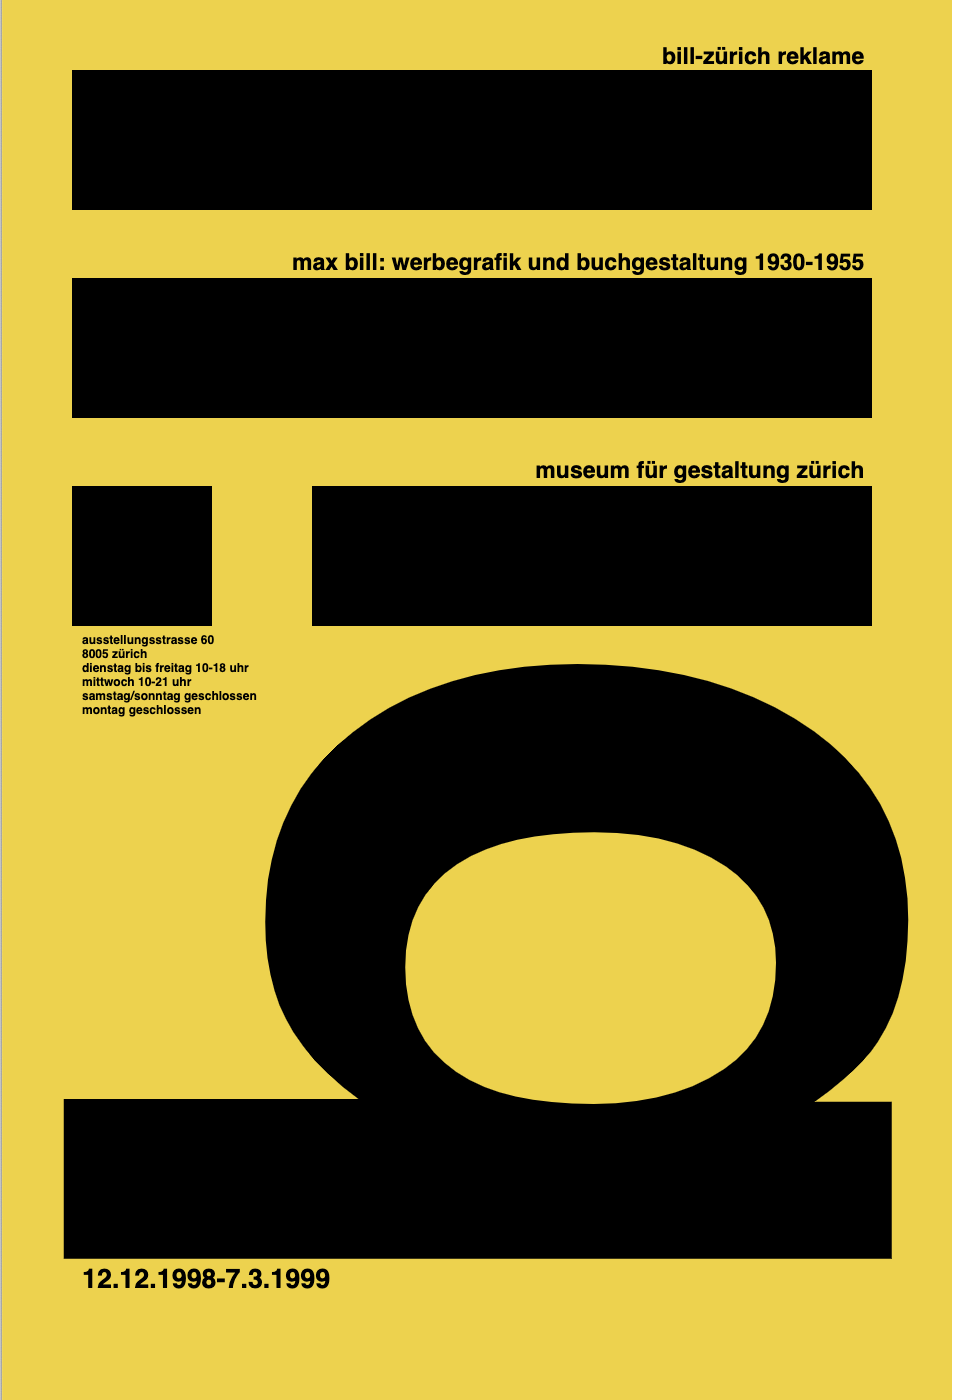 bill-zürich reklame
max bill: werbegrafik und buchgestaltung 1930-1955
museum für gestaltung zürich
ausstellungsstrasse 60
8005 zürich
dienstag bis freitag 10-18 uhr
mittwoch 10-21 uhr
samstag/sonntag geschlossen
montag geschlossen
bill
12.12.1998-7.3.1999